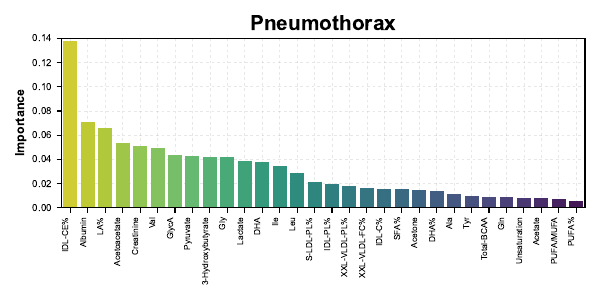 Pneumothorax
Importance
0.14
0.12
0.10
0.08
0.06
0.04
0.02
0.00
IDL-CE%
Albumin
LA%
Acetoacetate
Creatinine
Val
GlycA
Pyruvate
3-Hydroxybutyrate
Gly
Lactate
DHA
Ile
Leu
S-LDL-PL%
IDL-PL%
XXL-VLDL-PL%
XXL-VLDL-FC%
IDL-C%
SFA%
Acetone
DHA%
Ala
Tyr
Total-BCAA
Gln
Unsaturation
Acetate
PUFA/MUFA
PUFA%